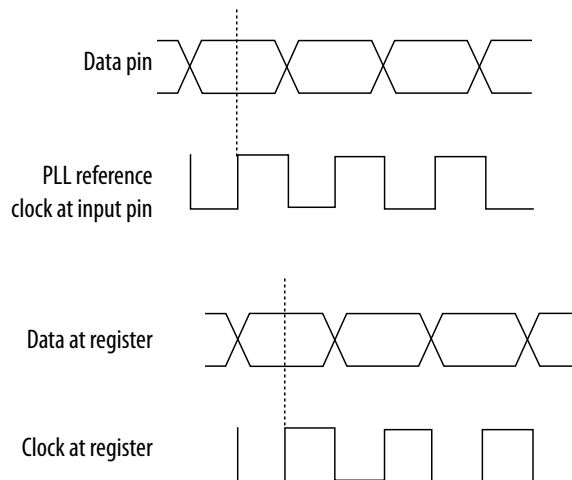 Data pin
PLL reference
clock at input pin
Data at register
Clock at register